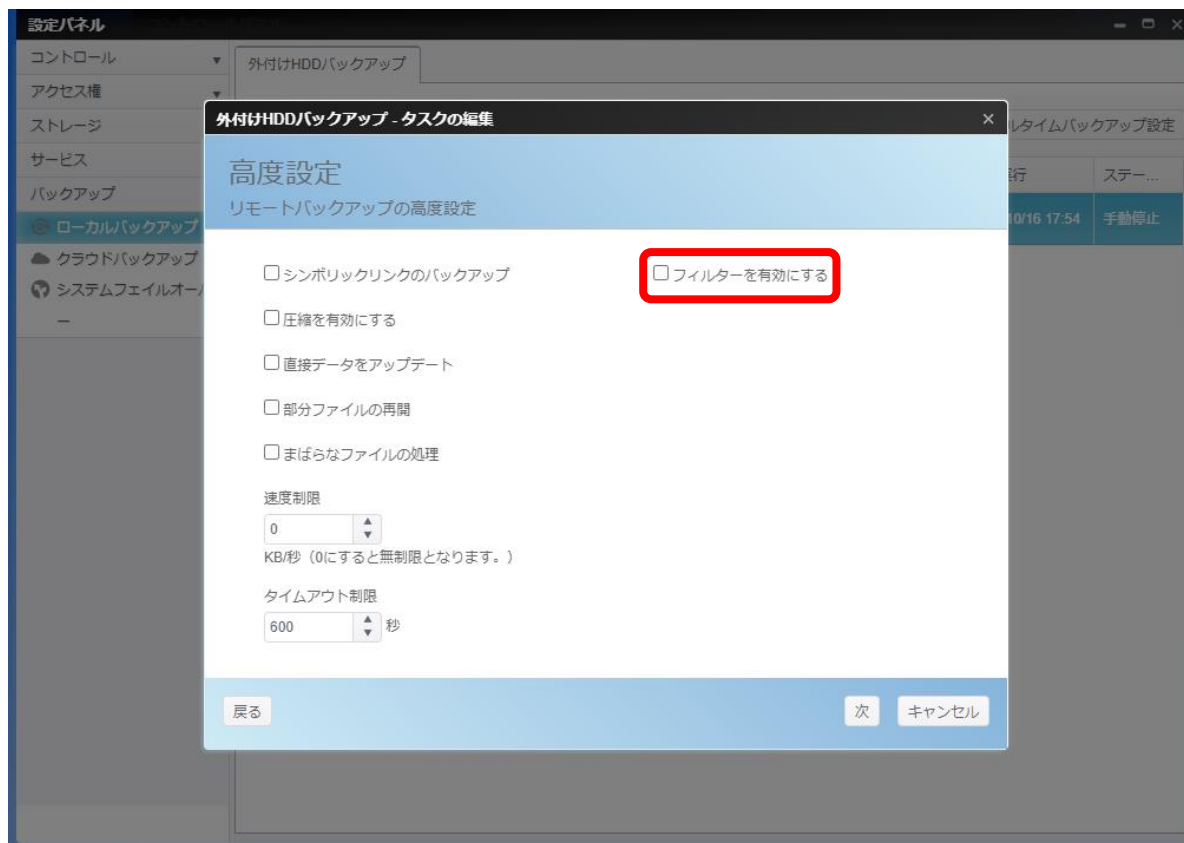 設定パネル
コントロール
アクセス権
ストレージ
サービス
バックアップ
ローカルバックアップ
クラウドバックアップ
システムフェイルオー
ー
外付けHDDバックアップ
ルタイムバックアップ設定
ステー...
10/16 17:54 手動停止
外付けHDDバックアップ - タスクの編集
高度設定
リモートバックアップの高度設定
シンボリックリンクのバックアップ
フィルターを有効にする
圧縮を有効にする
直接データをアップデート
部分ファイルの再開
まばらなファイルの処理
速度制限
0
KB/秒（0にすると無制限となります。）
タイムアウト制限
600 秒
戻る
次
キャンセル